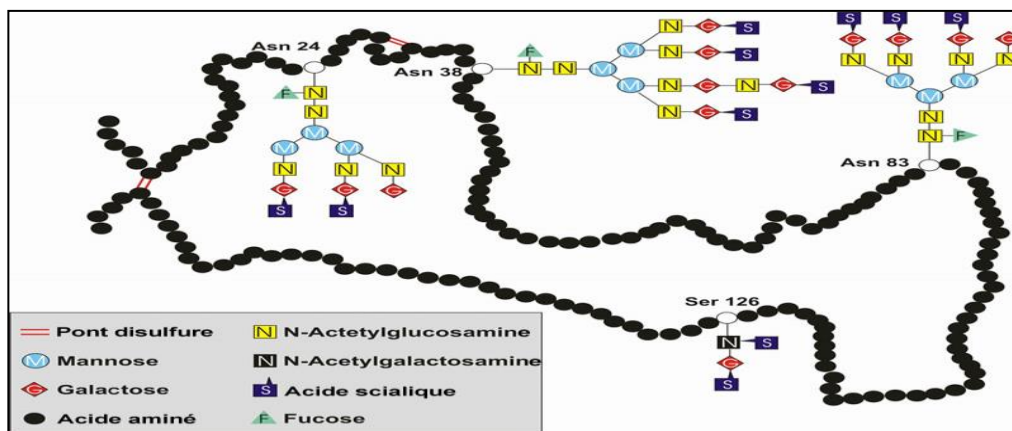 Asn 24
F N
N
M
M M
N N N
G G G
S S
Asn 38
N G S
F
M N G S
N N M
M N G N G S
N G S
S S S
G G G G
N N N N
M M
M
N
N F
Asn 83
Ser 126
N S
G
S
Pont disulfure
M Mannose
G Galactose
Acide aminé
N N-Actetylglucosamine
N N-Acetylgalactosamine
S Acide scialique
F Fucose